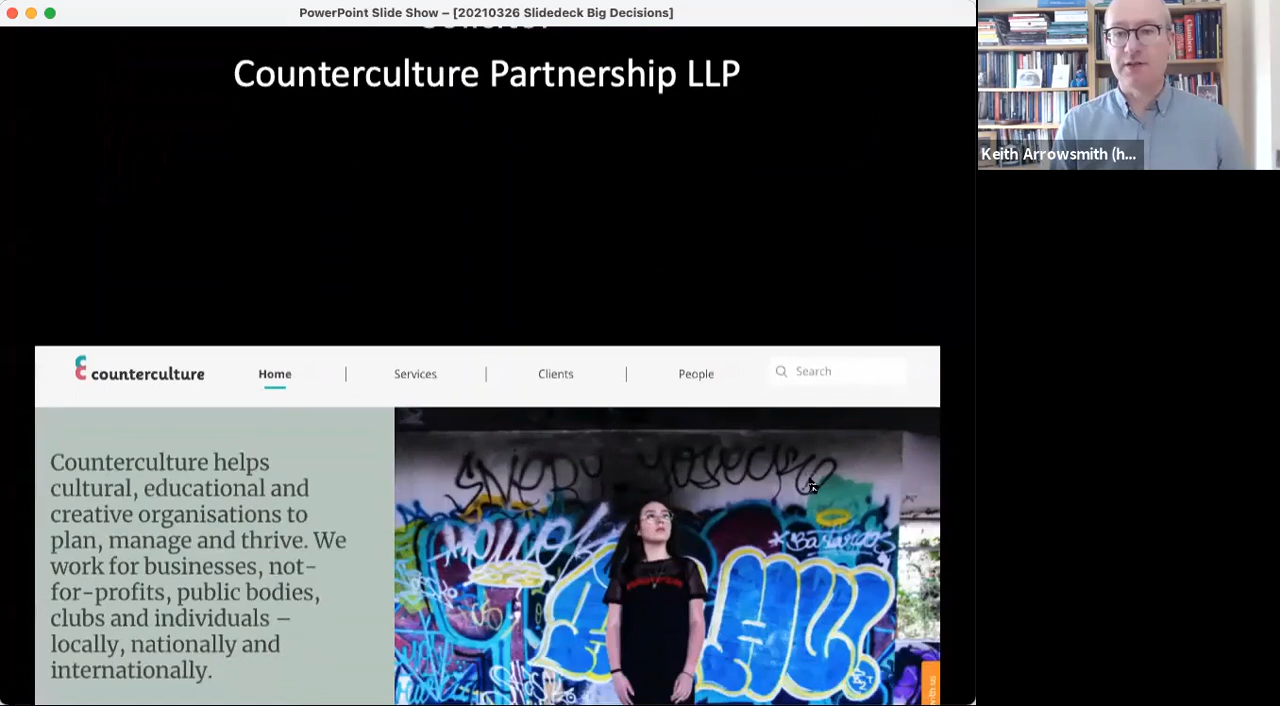 PowerPoint Slide Show – [20210326 Slidedeck Big Decisions]
Solicitor
Counterculture Partnership LLP
Keith Arrowsmith (h...
Chambers
counterculture
Home
Services
Clients
People
Search
Counterculture helps
cultural, educational and
creative organisations to
plan, manage and thrive. We
work for businesses, not-
for-profits, public bodies,
clubs and individuals –
locally, nationally and
internationally.